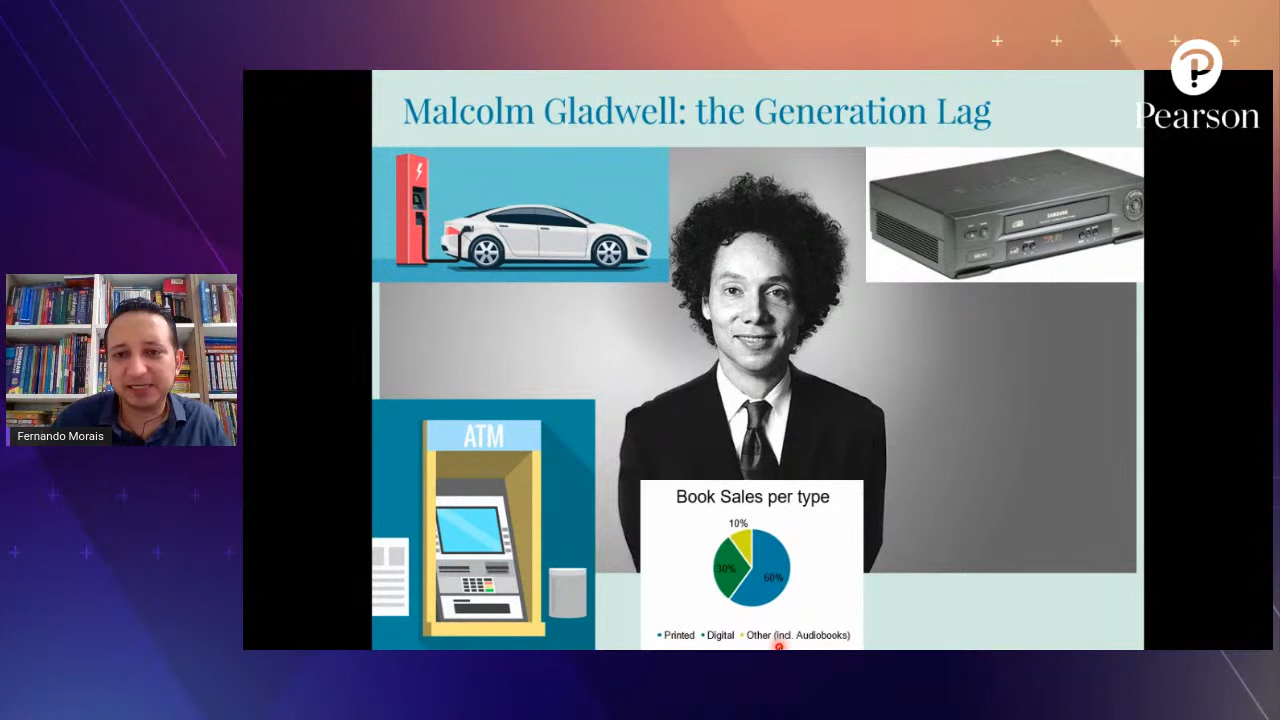 Malcolm Gladwell: the Generation Lag
Pearson
SAMSUNG
Fernando Morais
ATM
Book Sales per type
10%
30%
60%
Printed Digital Other (incl. Audiobooks)